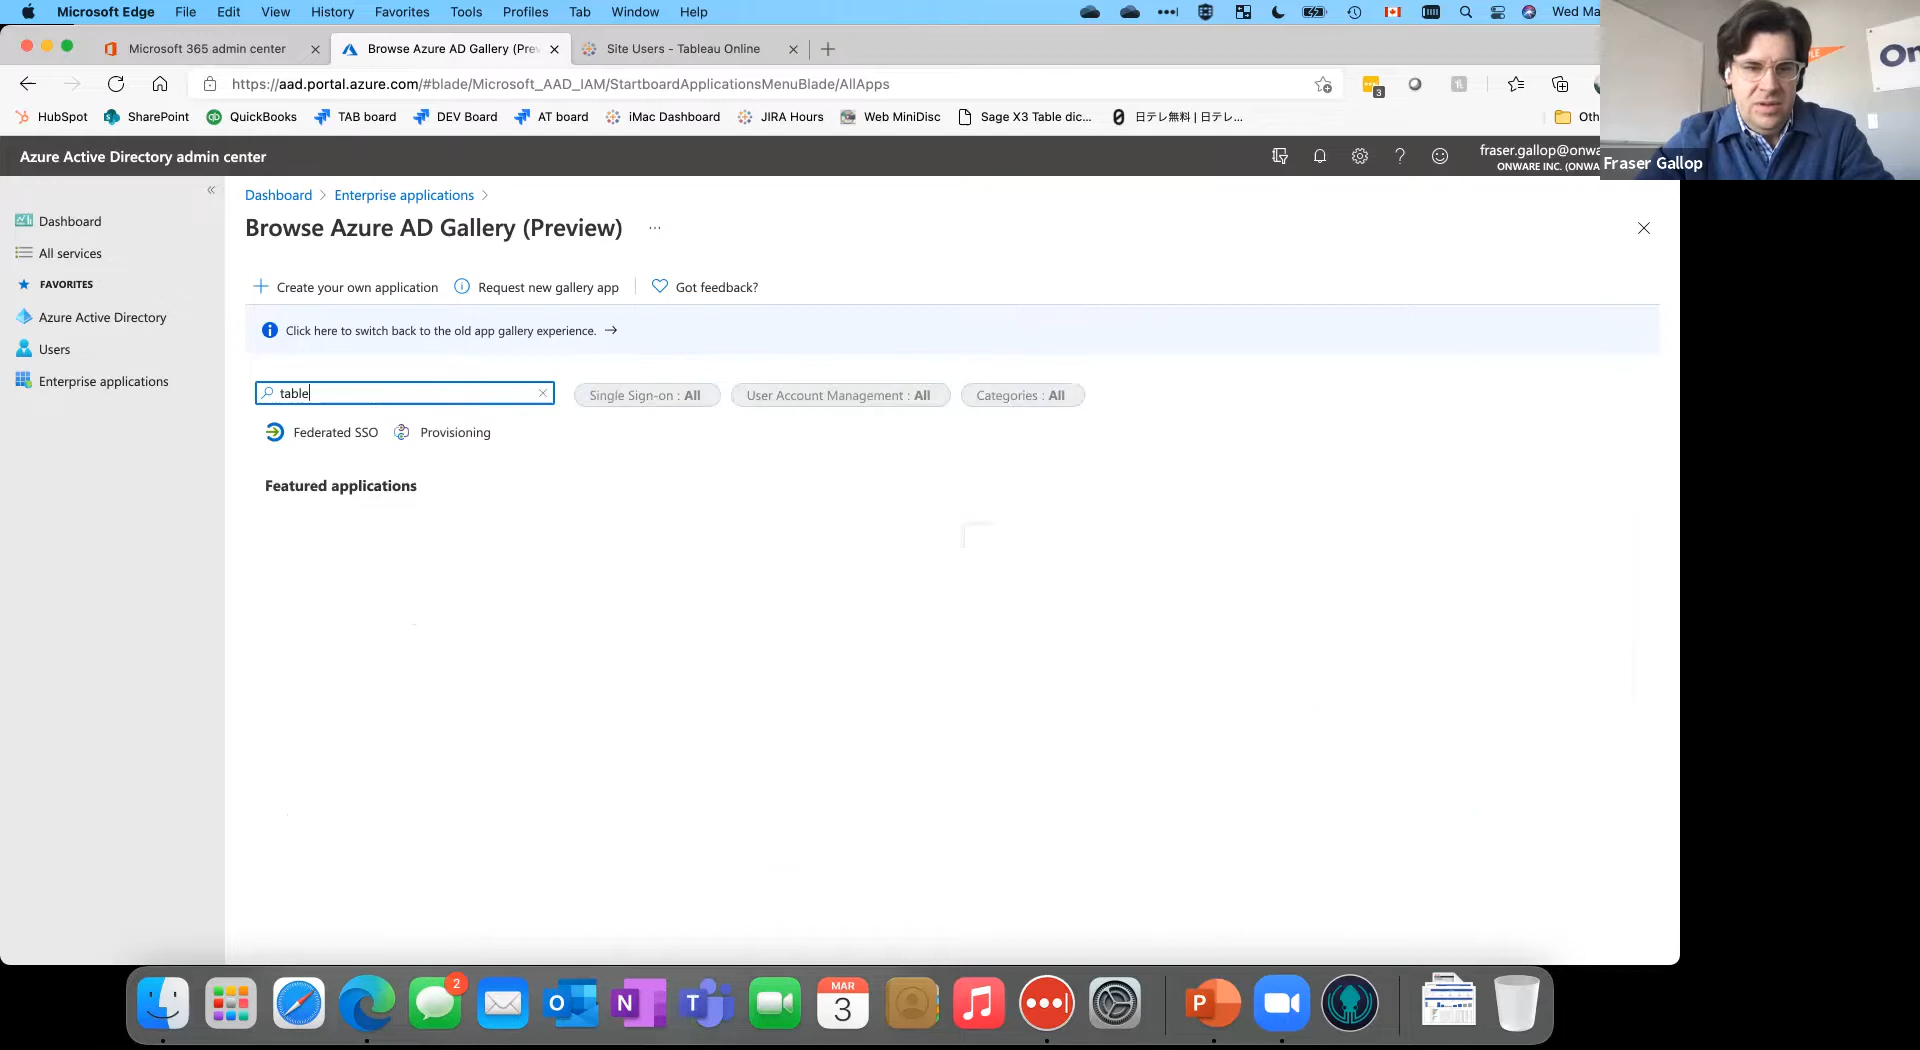 Microsoft Edge File Edit View History Favorites Tools Profiles Tab Window Help Wed Ma
Microsoft 365 admin center
Browse Azure AD Gallery (Prev
Site Users - Tableau Online
https://aad.portal.azure.com/#blade/Microsoft_AAD_IAM/StartboardApplicationsMenuBlade/AllApps
3
HubSpot SharePoint QuickBooks TAB board DEV Board AT board iMac Dashboard JIRA Hours Web MiniDisc Sage X3 Table dic... 日テレ無料 | 日テレ... Oth
Azure Active Directory admin center
fraser.gallop@onwa
ONWARE INC. (ONWA
Fraser Gallop
On
Dashboard
All services
FAVORITES
Azure Active Directory
Users
Enterprise applications
Dashboard > Enterprise applications >
Browse Azure AD Gallery (Preview) ...
Create your own application Request new gallery app Got feedback?
Click here to switch back to the old app gallery experience. →
table
Single Sign-on : All
User Account Management : All
Categories : All
Federated SSO Provisioning
Featured applications
2
MAR
3